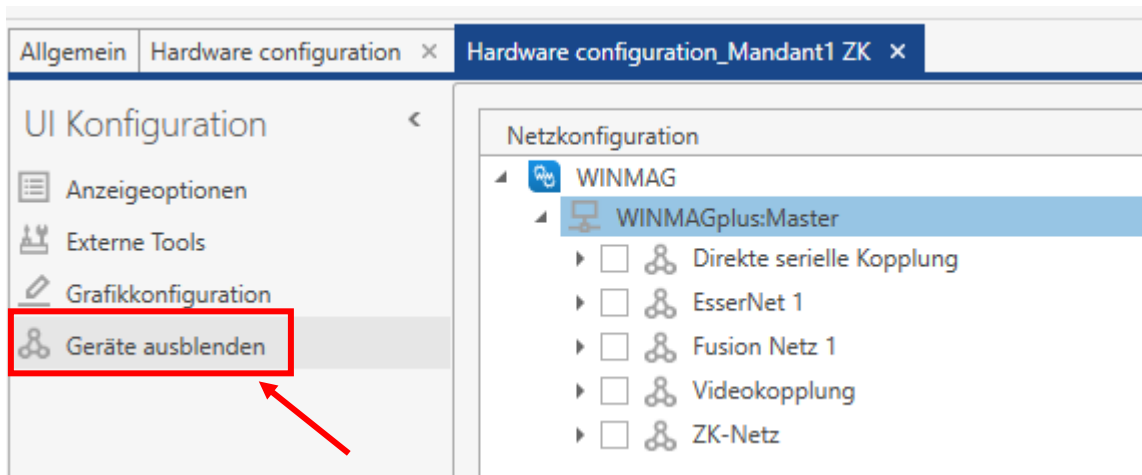 Allgemein Hardware configuration × Hardware configuration_Mandant1 ZK ×
UI Konfiguration
Anzeigeoptionen
Externe Tools
Grafikkonfiguration
Geräte ausblenden
Netzkonfiguration
WINMAG
WINMAGplus:Master
Direkte serielle Kopplung
EsserNet 1
Fusion Netz 1
Videokopplung
ZK-Netz